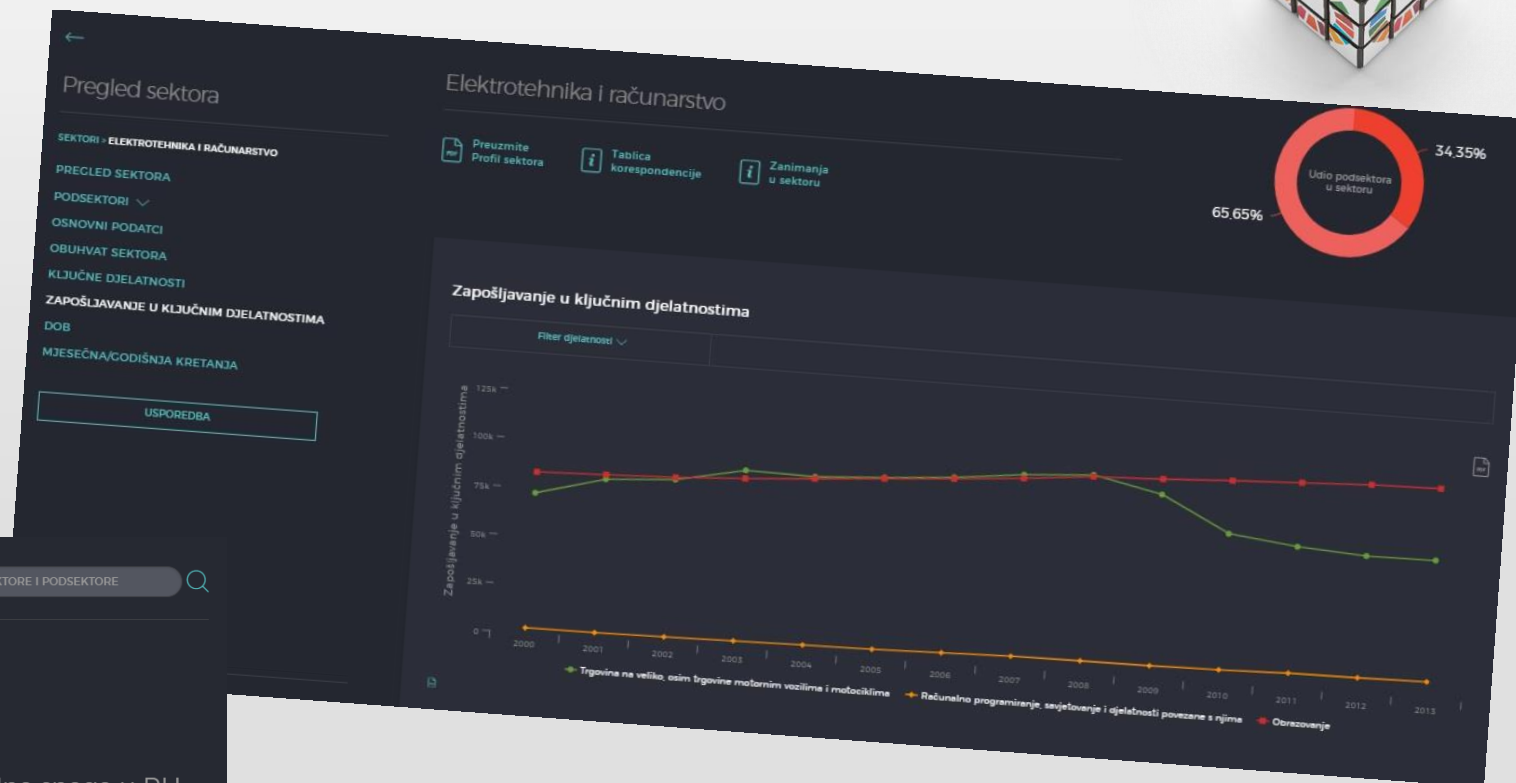 Pregled sektora
SEKTORI > ELEKTROTEHNIKA I RAČUNARSTVO
PREGLED SEKTORA
PODSEKTORI
OSNOVNI PODATCI
OBUHVAT SEKTORA
KLJUČNE DJELATNOSTI
ZAPOŠLJAVANJE U KLJUČNIM DJELATNOSTIMA
DOB
MJESEČNA/GODIŠNJA KRETANJA
USPOREDBA
Elektrotehnika i računarstvo
PDF
Preuzmite
Profil sektora
i
Tablica
korespondencije
i
Zanimanja
u sektoru
34,35%
Udio podsektora
u sektoru
65,65%
Zapošljavanje u ključnim djelatnostima
Filter djelatnosti
Zapošljavanje u ključnim djelatnostima
125k
100k
75k
50k
25k
0
2000 2001 2002 2003 2004 2005 2006 2007 2008 2009 2010 2011 2012 2013
Trgovina na veliko, osim trgovine motornim vozilima i motociklima
Računalno programiranje, savjetovanje i djelatnosti povezane s njima
Obrazovanje
I PODSEKTORE
u RH